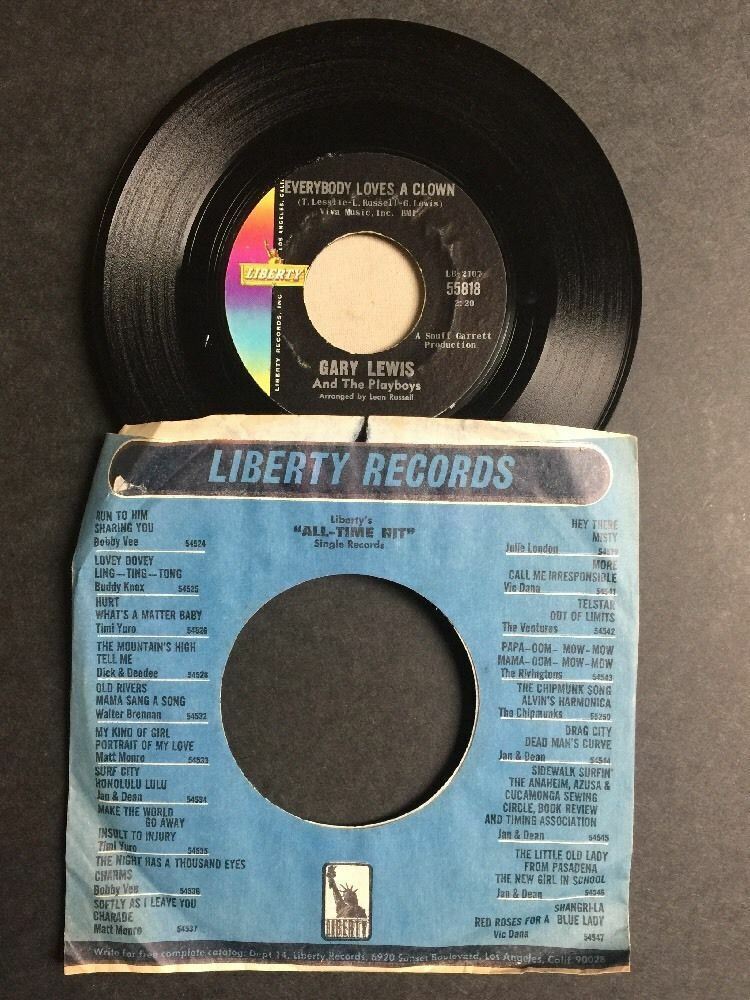 EVERYBODY LOVES A CLOWN
(T. Lesslie-L. Russell-G. Lewis)
Viva Music, Inc. BMI
LIBERTY
LIBERTY RECORDS, INC.
LOS ANGELES, CALIF.
LB-2107
55818
2:20
A Snuff Garrett
Production
GARY LEWIS
And The Playboys
Arranged by Leon Russell
LIBERTY RECORDS
Liberty's
"ALL-TIME HIT"
Single Records
RUN TO HIM
SHARING YOU
Bobby Vee 54524
LOVEY DOVEY
LING-TING-TONG
Buddy Knox 54525
HURT
WHAT'S A MATTER BABY
Timi Yuro 54526
THE MOUNTAIN'S HIGH
TELL ME
Dick & Deedee 54528
OLD RIVERS
MAMA SANG A SONG
Walter Brennan 54532
MY KIND OF GIRL
PORTRAIT OF MY LOVE
Matt Monro 54533
SURF CITY
HONOLULU LULU
Jan & Dean 54534
MAKE THE WORLD
GO AWAY
INSULT TO INJURY
Timi Yuro 54535
THE NIGHT HAS A THOUSAND EYES
CHARMS
Bobby Vee 54536
SOFTLY AS I LEAVE YOU
CHARADE
Matt Monro 54537
HEY THERE
MISTY
Julie London
MORE
CALL ME IRRESPONSIBLE
Vic Dana 54541
TELSTAR
OUT OF LIMITS
The Ventures 54542
PAPA-OOM-MOW-MOW
MAMA-OOM-MOW-MOW
The Rivingtons 54543
THE CHIPMUNK SONG
ALVIN'S HARMONICA
The Chipmunks 55250
DRAG CITY
DEAD MAN'S CURVE
Jan & Dean 54544
SIDEWALK SURFIN'
THE ANAHEIM, AZUSA &
CUCAMONGA SEWING
CIRCLE, BOOK REVIEW
AND TIMING ASSOCIATION
Jan & Dean 54545
THE LITTLE OLD LADY
FROM PASADENA
THE NEW GIRL IN SCHOOL
Jan & Dean 54546
SHANGRI-LA
RED ROSES FOR A BLUE LADY
Vic Dana 54547
LIBERTY
Write for free complete catalog: Dept 14, Liberty Records, 6920 Sunset Boulevard, Los Angeles, Calif. 90028